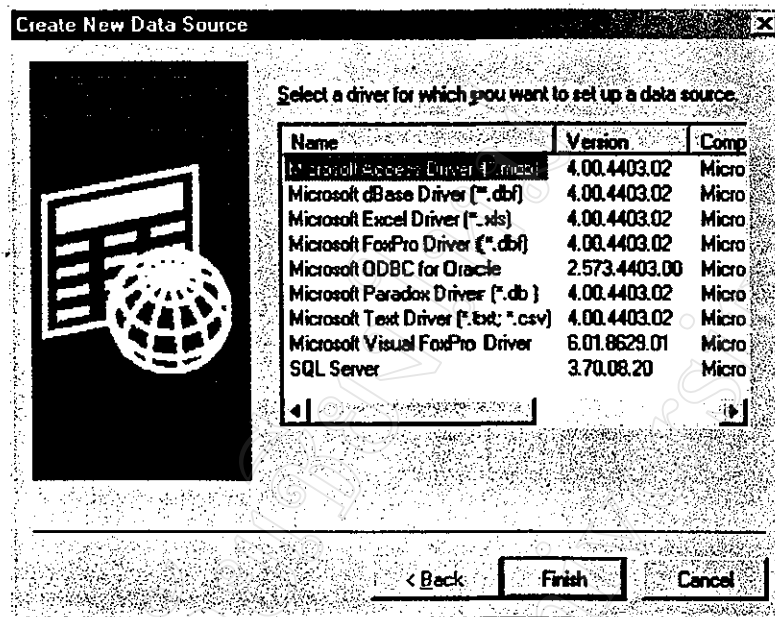 Create New Data Source
Select a driver for which you want to set up a data source.
Name Version Comp
Microsoft Access Driver (*.mdb) 4.00.4403.02 Micro
Microsoft dBase Driver (*.dbf) 4.00.4403.02 Micro
Microsoft Excel Driver (*.xls) 4.00.4403.02 Micro
Microsoft FoxPro Driver (*.dbf) 4.00.4403.02 Micro
Microsoft ODBC for Oracle 2.573.4403.00 Micro
Microsoft Paradox Driver (*.db ) 4.00.4403.02 Micro
Microsoft Text Driver (*.txt; *.csv) 4.00.4403.02 Micro
Microsoft Visual FoxPro Driver 6.01.8629.01 Micro
SQL Server 3.70.08.20 Micro
< Back Finish Cancel